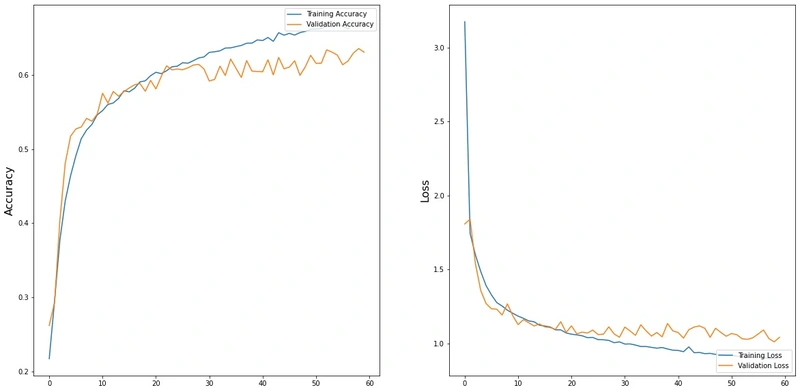 Training Accuracy
Validation Accuracy
0.6
0.5
0.4
0.3
0.2
Accuracy
0 10 20 30 40 50 60
3.0
2.5
2.0
1.5
1.0
Loss
Training Loss
Validation Loss
0 10 20 30 40 50 60